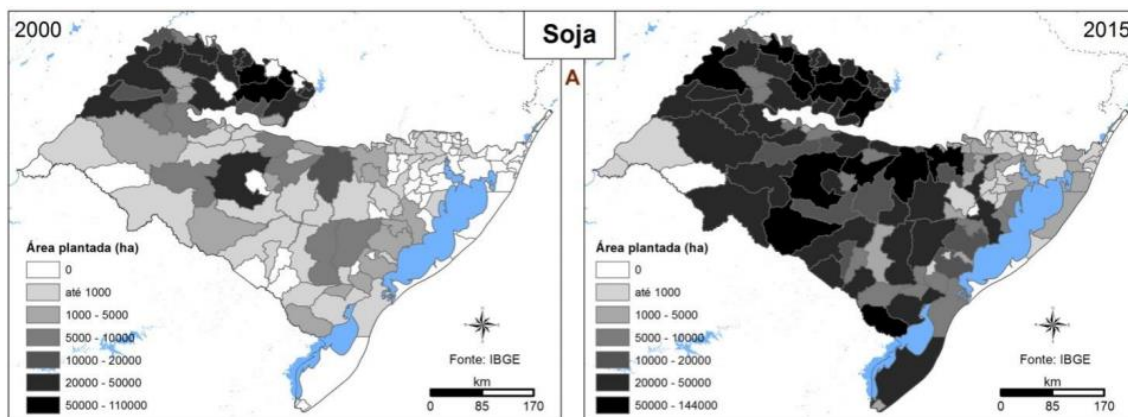 2000
Soja
2015
A
Área plantada (ha)
0
até 1000
1000 - 5000
5000 - 10000
10000 - 20000
20000 - 50000
50000 - 110000
Fonte: IBGE
km
0 85 170
Área plantada (ha)
0
até 1000
1000 - 5000
5000 - 10000
10000 - 20000
20000 - 50000
50000 - 144000
Fonte: IBGE
km
0 85 170